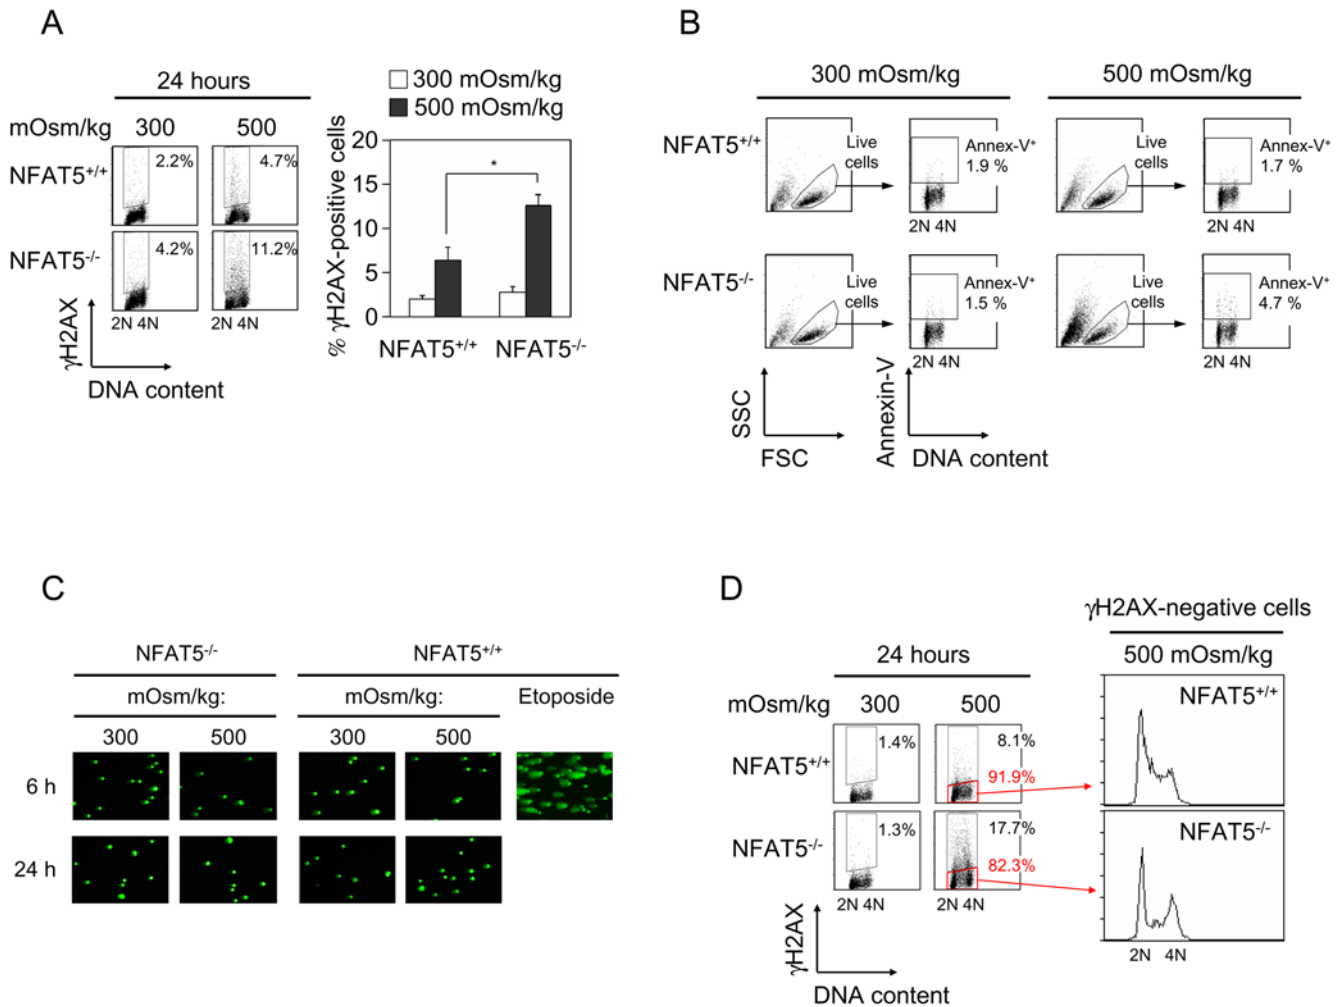 A
24 hours
mOsm/kg 300 500
NFAT5+/+ 2.2% 4.7%
NFAT5-/- 4.2% 11.2%
2N 4N 2N 4N
γH2AX
DNA content
300 mOsm/kg
500 mOsm/kg
% γH2AX-positive cells
20
15
10
5
0
*
NFAT5+/+ NFAT5-/-
B
300 mOsm/kg 500 mOsm/kg
NFAT5+/+
Live cells
Annex-V+
1.9 %
2N 4N
Live cells
Annex-V+
1.7 %
2N 4N
NFAT5-/-
Live cells
Annex-V+
1.5 %
2N 4N
Live cells
Annex-V+
4.7 %
2N 4N
SSC
FSC
Annexin-V
DNA content
C
NFAT5-/- NFAT5+/+
mOsm/kg: mOsm/kg: Etoposide
300 500 300 500
6 h
24 h
D
γH2AX-negative cells
24 hours 500 mOsm/kg
mOsm/kg 300 500
NFAT5+/+ 1.4% 8.1%
91.9%
NFAT5-/- 1.3% 17.7%
82.3%
2N 4N 2N 4N
γH2AX
DNA content
NFAT5+/+
NFAT5-/-
2N 4N